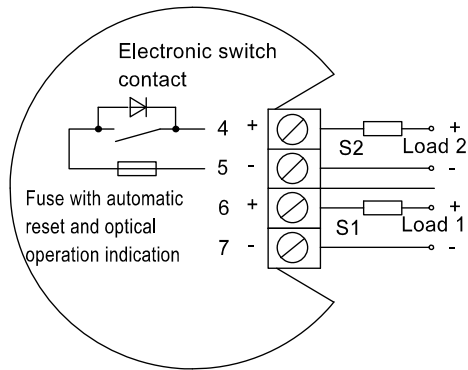 Electronic switch
contact
4 + S2 Load 2 +
5 - -
Fuse with automatic
reset and optical
operation indication
6 + S1 Load 1 +
7 - -